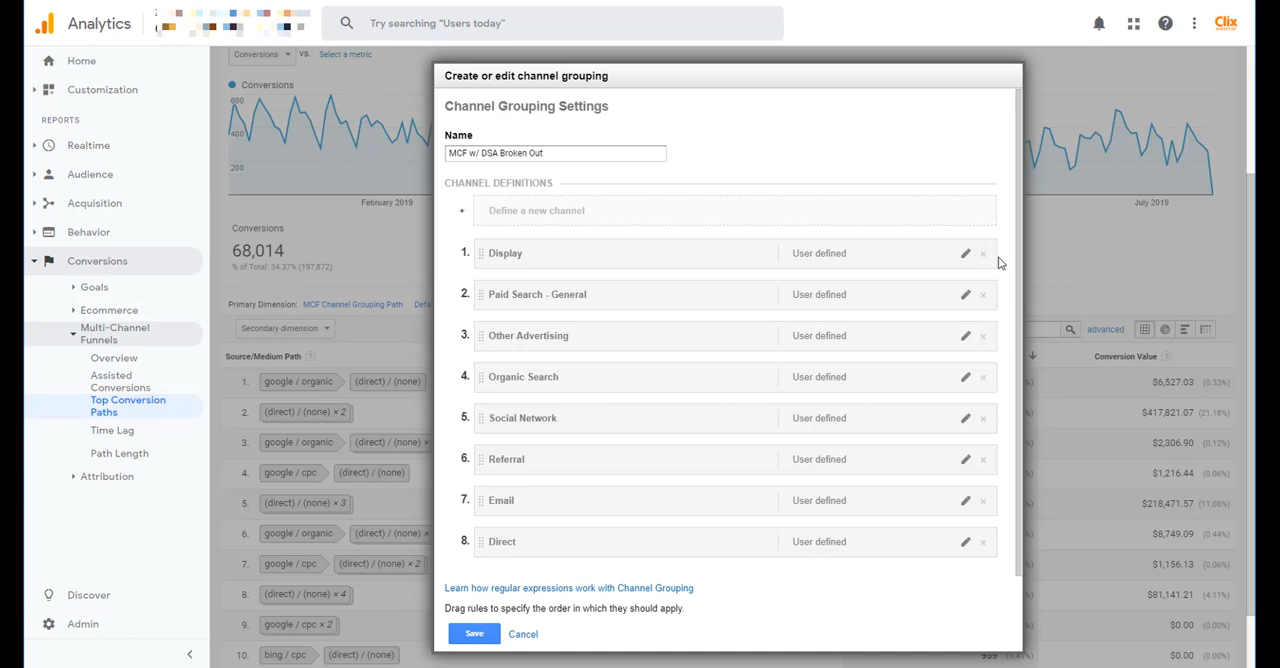 Analytics
Try searching "Users today"
Clix
Home
Customization
REPORTS
Realtime
Audience
Acquisition
Behavior
Conversions
Goals
Ecommerce
Multi-Channel
Funnels
Overview
Assisted
Conversions
Top Conversion
Paths
Time Lag
Path Length
Attribution
Discover
Admin
Conversions
VS.
Select a metric
Conversions
600
400
200
February 2019
July 2019
Conversions
68,014
% of Total: 34.37% (197,872)
Primary Dimension: MCF Channel Grouping Path
Secondary dimension
advanced
Source/Medium Path
Conversion Value
1. google / organic (direct) / (none) $6,527.03 (0.33%)
2. (direct) / (none) × 2 $417,821.07 (21.18%)
3. google / organic (direct) / (none) × $2,306.90 (0.12%)
4. google / cpc (direct) / (none) $1,216.44 (0.06%)
5. (direct) / (none) × 3 $218,471.57 (11.08%)
6. google / organic (direct) / (none) × $8,749.09 (0.44%)
7. google / cpc (direct) / (none) × 2 $1,156.13 (0.06%)
8. (direct) / (none) × 4 $81,141.21 (4.11%)
9. google / cpc × 2 $0.00 (0.00%)
10. bing / cpc (direct) / (none) 959 (1.41%) $0.00 (0.00%)
Create or edit channel grouping
Channel Grouping Settings
Name
MCF w/ DSA Broken Out
CHANNEL DEFINITIONS
+ Define a new channel
1. Display User defined
2. Paid Search - General User defined
3. Other Advertising User defined
4. Organic Search User defined
5. Social Network User defined
6. Referral User defined
7. Email User defined
8. Direct User defined
Learn how regular expressions work with Channel Grouping
Drag rules to specify the order in which they should apply.
Save Cancel